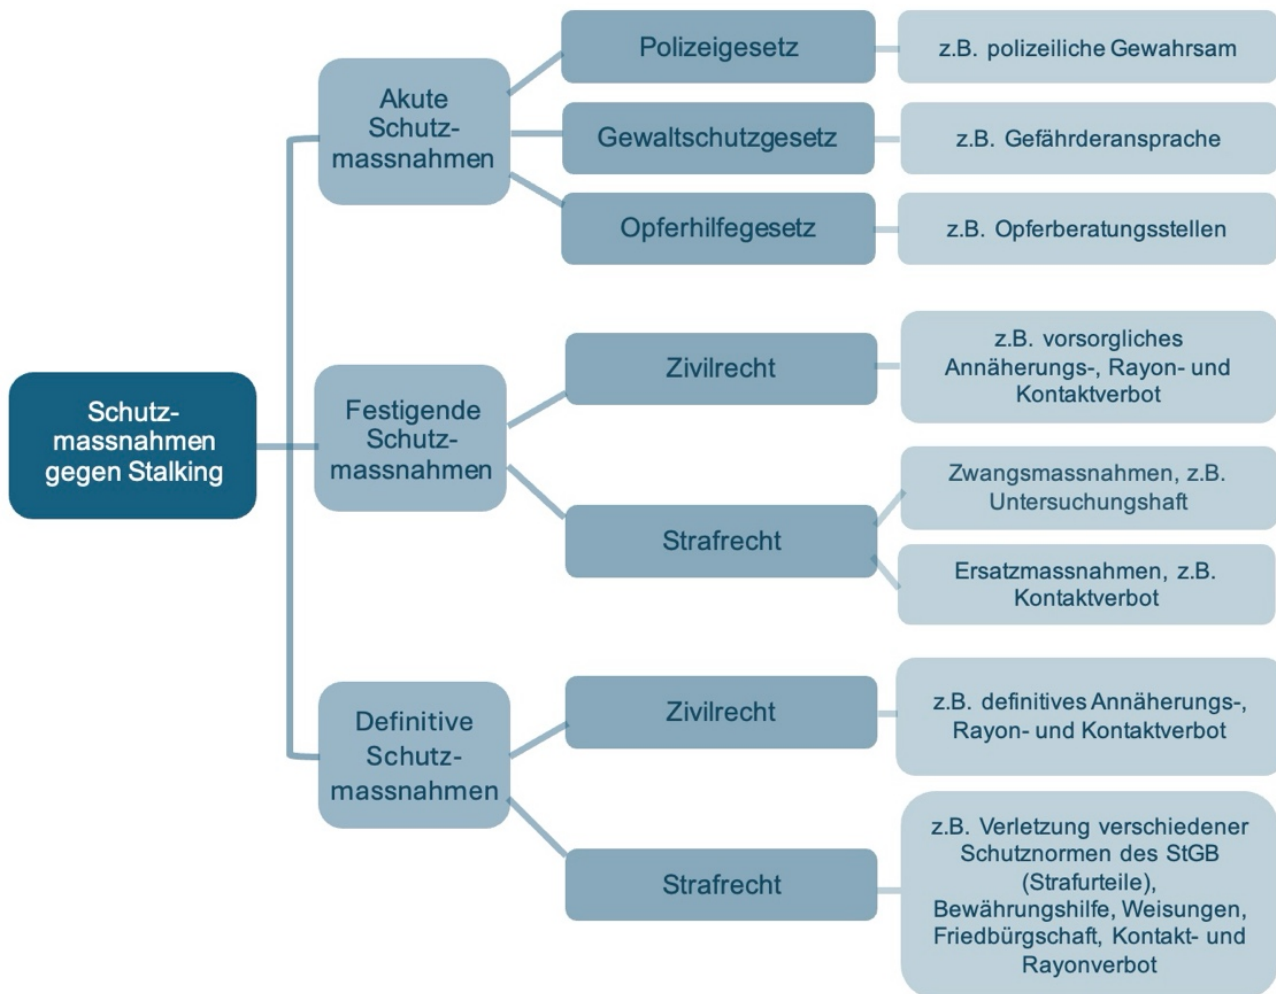 Schutz-
massnahmen
gegen Stalking
Akute
Schutz-
massnahmen
Polizeigesetz
z.B. polizeiliche Gewahrsam
Gewaltschutzgesetz
z.B. Gefährderansprache
Opferhilfegesetz
z.B. Opferberatungsstellen
Festigende
Schutz-
massnahmen
Zivilrecht
z.B. vorsorgliches
Annäherungs-, Rayon- und
Kontaktverbot
Strafrecht
Zwangsmassnahmen, z.B.
Untersuchungshaft
Ersatzmassnahmen, z.B.
Kontaktverbot
Definitive
Schutz-
massnahmen
Zivilrecht
z.B. definitives Annäherungs-,
Rayon- und Kontaktverbot
Strafrecht
z.B. Verletzung verschiedener
Schutznormen des StGB
(Strafurteile),
Bewährungshilfe, Weisungen,
Friedbürgschaft, Kontakt- und
Rayonverbot